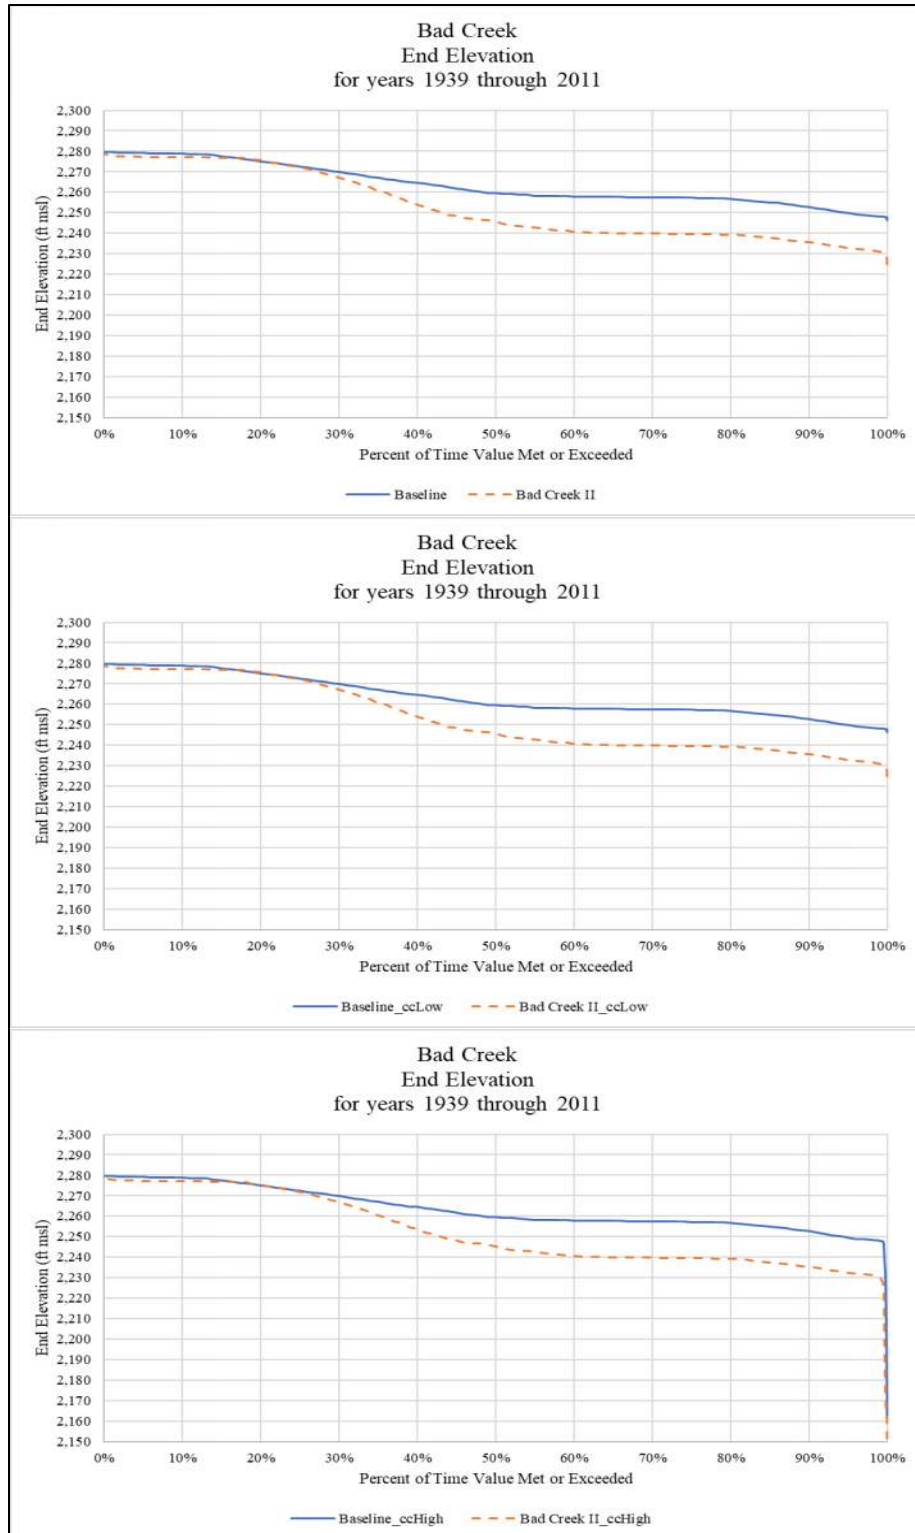 Bad Creek
End Elevation
for years 1939 through 2011
End Elevation (ft msl)
2,300
2,290
2,280
2,270
2,260
2,250
2,240
2,230
2,220
2,210
2,200
2,190
2,180
2,170
2,160
2,150
0% 10% 20% 30% 40% 50% 60% 70% 80% 90% 100%
Percent of Time Value Met or Exceeded
Baseline Bad Creek II
Bad Creek
End Elevation
for years 1939 through 2011
End Elevation (ft msl)
2,300
2,290
2,280
2,270
2,260
2,250
2,240
2,230
2,220
2,210
2,200
2,190
2,180
2,170
2,160
2,150
0% 10% 20% 30% 40% 50% 60% 70% 80% 90% 100%
Percent of Time Value Met or Exceeded
Baseline_ccLow Bad Creek II_ccLow
Bad Creek
End Elevation
for years 1939 through 2011
End Elevation (ft msl)
2,300
2,290
2,280
2,270
2,260
2,250
2,240
2,230
2,220
2,210
2,200
2,190
2,180
2,170
2,160
2,150
0% 10% 20% 30% 40% 50% 60% 70% 80% 90% 100%
Percent of Time Value Met or Exceeded
Baseline_ccHigh Bad Creek II_ccHigh